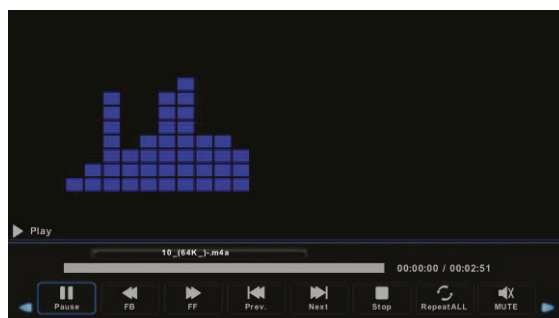 Play
10_(64K_)-.m4a
00:00:00 / 00:02:51
Pause FB FF Prev. Next Stop RepeatALL MUTE